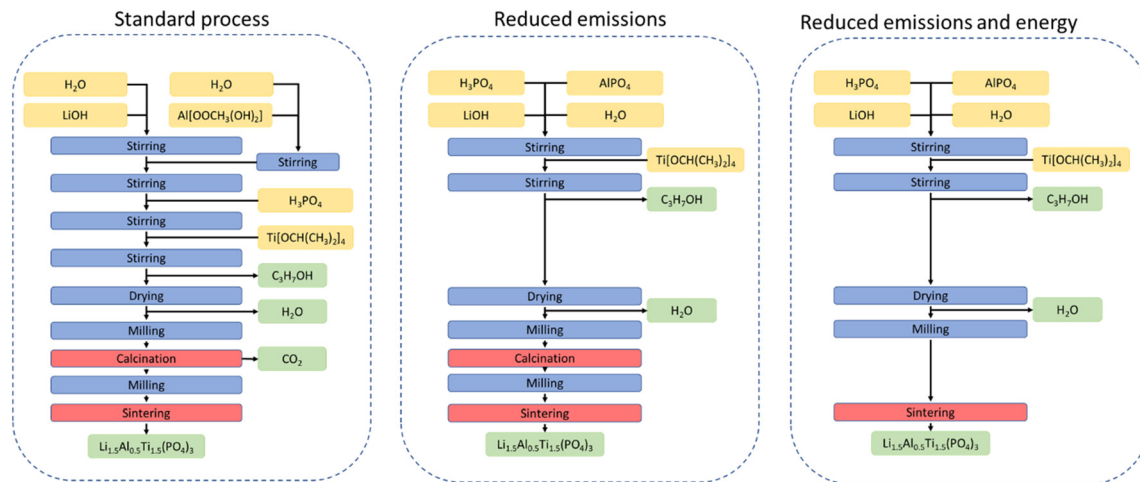 Standard process
H₂O
H₂O
LiOH
Al[OOCH₃(OH)₂]
Stirring
Stirring
Stirring
H₃PO₄
Stirring
Ti[OCH(CH₃)₂]₄
Stirring
C₃H₇OH
Drying
H₂O
Milling
Calcination
CO₂
Milling
Sintering
Li₁.₅Al₀.₅Ti₁.₅(PO₄)₃
Reduced emissions
H₃PO₄
AlPO₄
LiOH
H₂O
Stirring
Ti[OCH(CH₃)₂]₄
Stirring
C₃H₇OH
Drying
H₂O
Milling
Calcination
Milling
Sintering
Li₁.₅Al₀.₅Ti₁.₅(PO₄)₃
Reduced emissions and energy
H₃PO₄
AlPO₄
LiOH
H₂O
Stirring
Ti[OCH(CH₃)₂]₄
Stirring
C₃H₇OH
Drying
H₂O
Milling
Sintering
Li₁.₅Al₀.₅Ti₁.₅(PO₄)₃